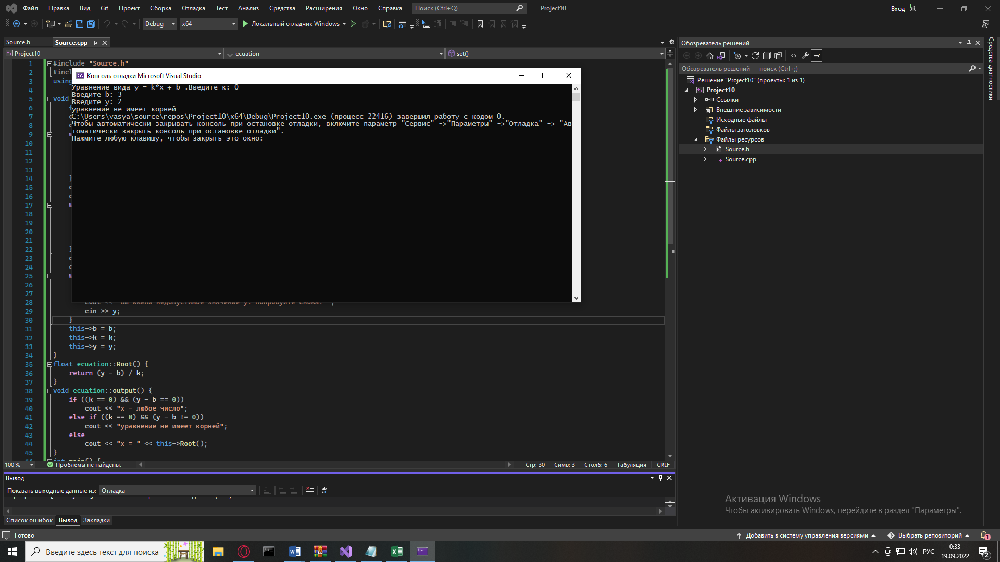 Файл Правка Вид Git Проект Сборка Отладка Тест Анализ Средства Расширения Окно Справка Поиск (Ctrl+Q) Project10 Вход
Debug x64 Локальный отладчик Windows
Source.h Source.cpp
Project10 ecuation set()
1 #include "Source.h"
2 #incl
3 using
4
5 void
6
7
8
9
10
11
12
13
14
15
16
17
18
19
20
21
22
23
24
25
26
27
28
29 cin >> y;
30 }
31 this->b = b;
32 this->k = k;
33 this->y = y;
34 }
35 float ecuation::Root() {
36 return (y - b) / k;
37 }
38 void ecuation::output() {
39 if ((k == 0) && (y - b == 0))
40 cout << "x - любое число";
41 else if ((k == 0) && (y - b != 0))
42 cout << "уравнение не имеет корней";
43 else
44 cout << "x = " << this->Root();
45 }
Консоль отладки Microsoft Visual Studio
Уравнение вида y = k*x + b .Введите к: 0
Введите b: 3
Введите y: 2
уравнение не имеет корней
C:\Users\vasya\source\repos\Project10\x64\Debug\Project10.exe (процесс 22416) завершил работу с кодом 0.
Чтобы автоматически закрывать консоль при остановке отладки, включите параметр "Сервис" ->"Параметры" ->"Отладка" -> "Ав
томатически закрыть консоль при остановке отладки".
Нажмите любую клавишу, чтобы закрыть это окно:
100 % Проблемы не найдены. Стр: 30 Симв: 3 Столб: 6 Табуляция CRLF
Вывод
Показать выходные данные из: Отладка
Список ошибок Вывод Закладки
Обозреватель решений
Обозреватель решений — поиск (Ctrl+;)
Решение "Project10" (проекты: 1 из 1)
Project10
Ссылки
Внешние зависимости
Исходные файлы
Файлы заголовков
Файлы ресурсов
Source.h
Source.cpp
Средства диагностики
Активация Windows
Чтобы активировать Windows, перейдите в раздел "Параметры".
Готово Добавить в систему управления версиями Выбрать репозиторий 1
Введите здесь текст для поиска РУС 0:33
19.09.2022 2